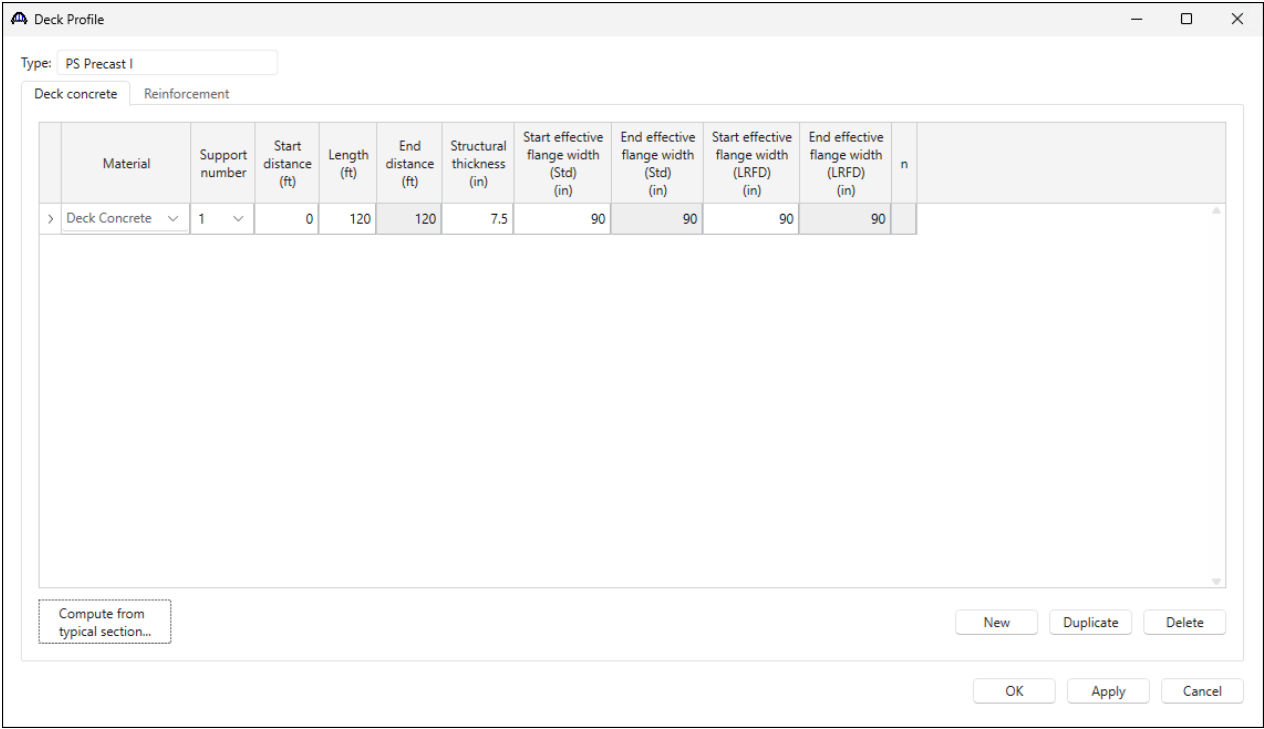 Deck Profile
Type: PS Precast I
Deck concrete Reinforcement
Material
Support
number
Start
distance
(ft)
Length
(ft)
End
distance
(ft)
Structural
thickness
(in)
Start effective
flange width
(Std)
(in)
End effective
flange width
(Std)
(in)
Start effective
flange width
(LRFD)
(in)
End effective
flange width
(LRFD)
(in)
n
Deck Concrete 1 0 120 120 7.5 90 90 90 90
Compute from
typical section...
New Duplicate Delete
OK Apply Cancel